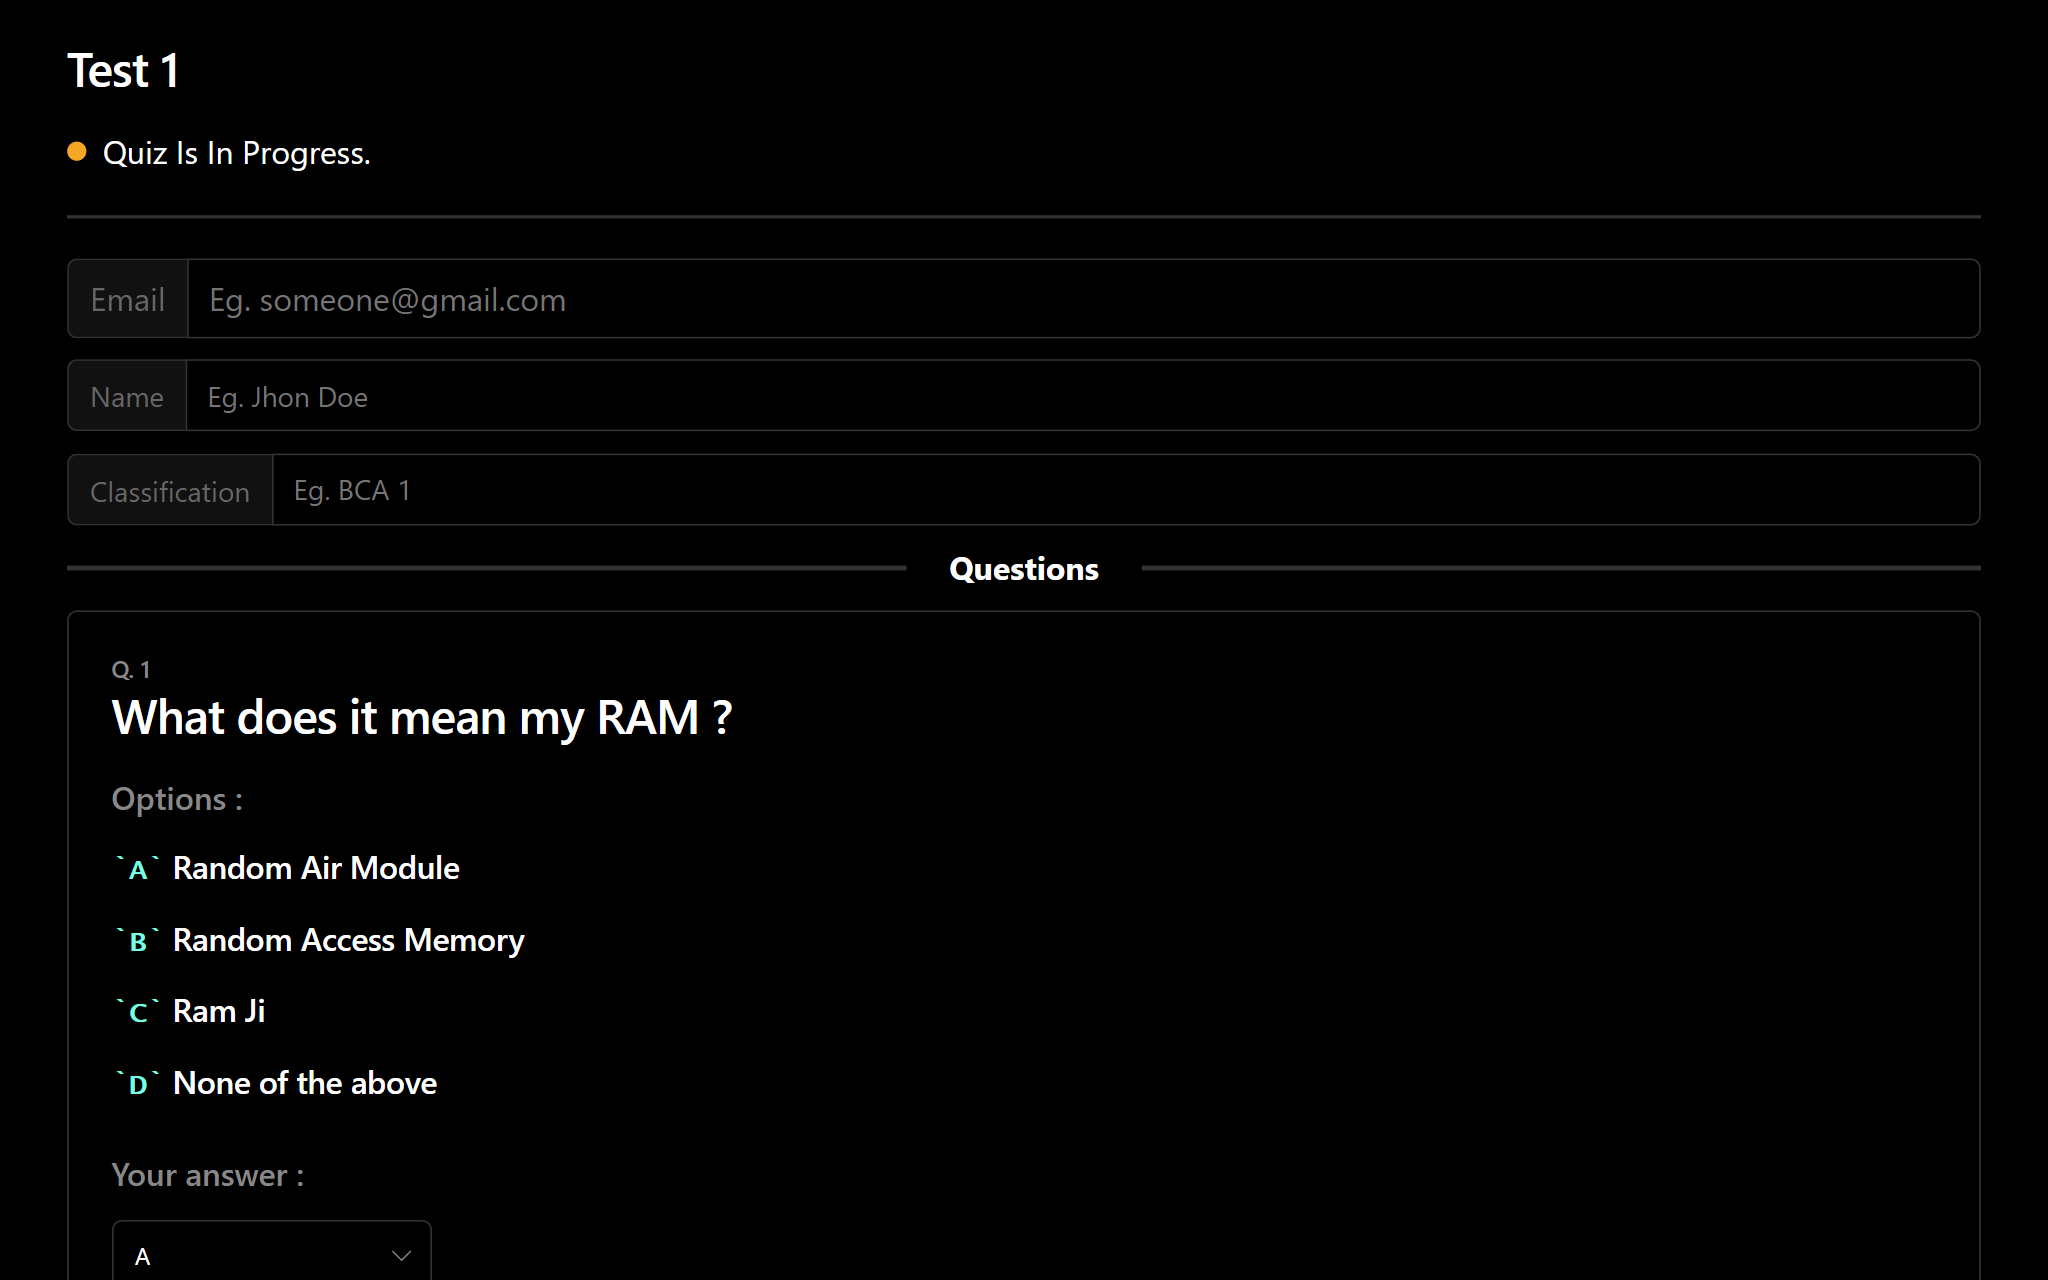 Test 1
Quiz Is In Progress.
Email Eg. someone@gmail.com
Name Eg. Jhon Doe
Classification Eg. BCA 1
Questions
Q. 1
What does it mean my RAM ?
Options :
`A` Random Air Module
`B` Random Access Memory
`C` Ram Ji
`D` None of the above
Your answer :
A